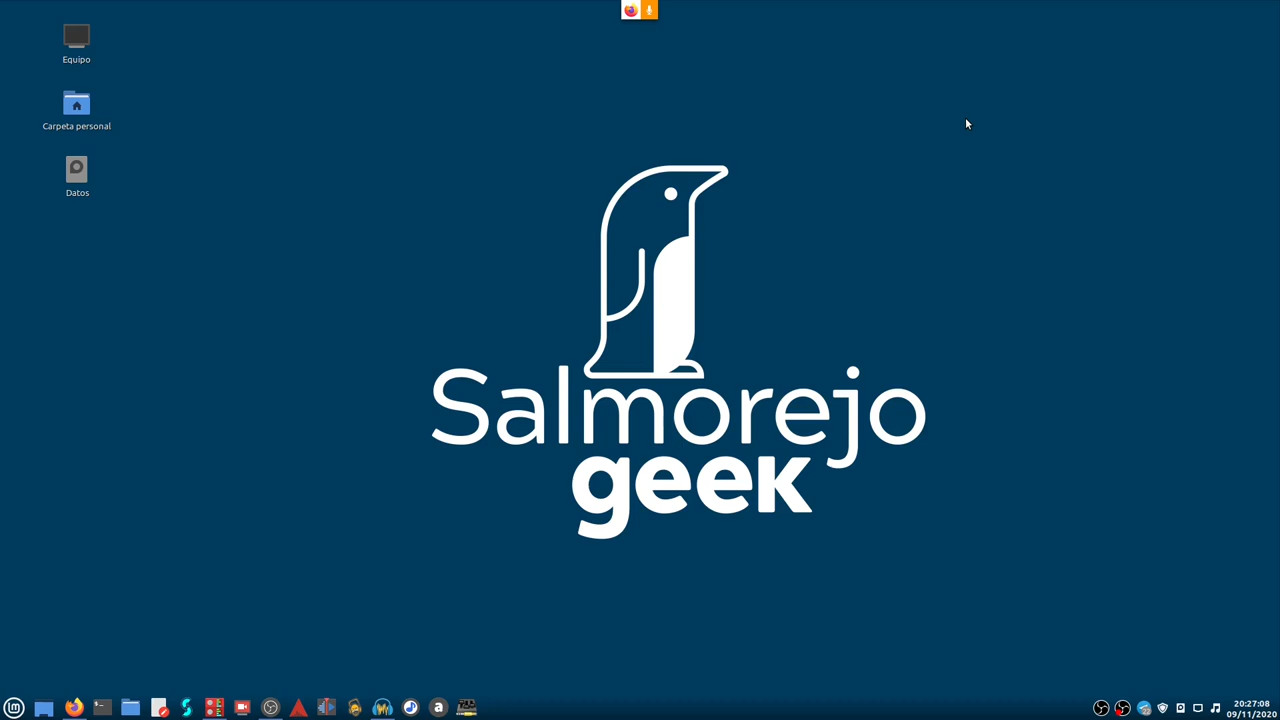 Equipo
Carpeta personal
Datos
Salmorejo
geek
20:27:08
09/11/2020